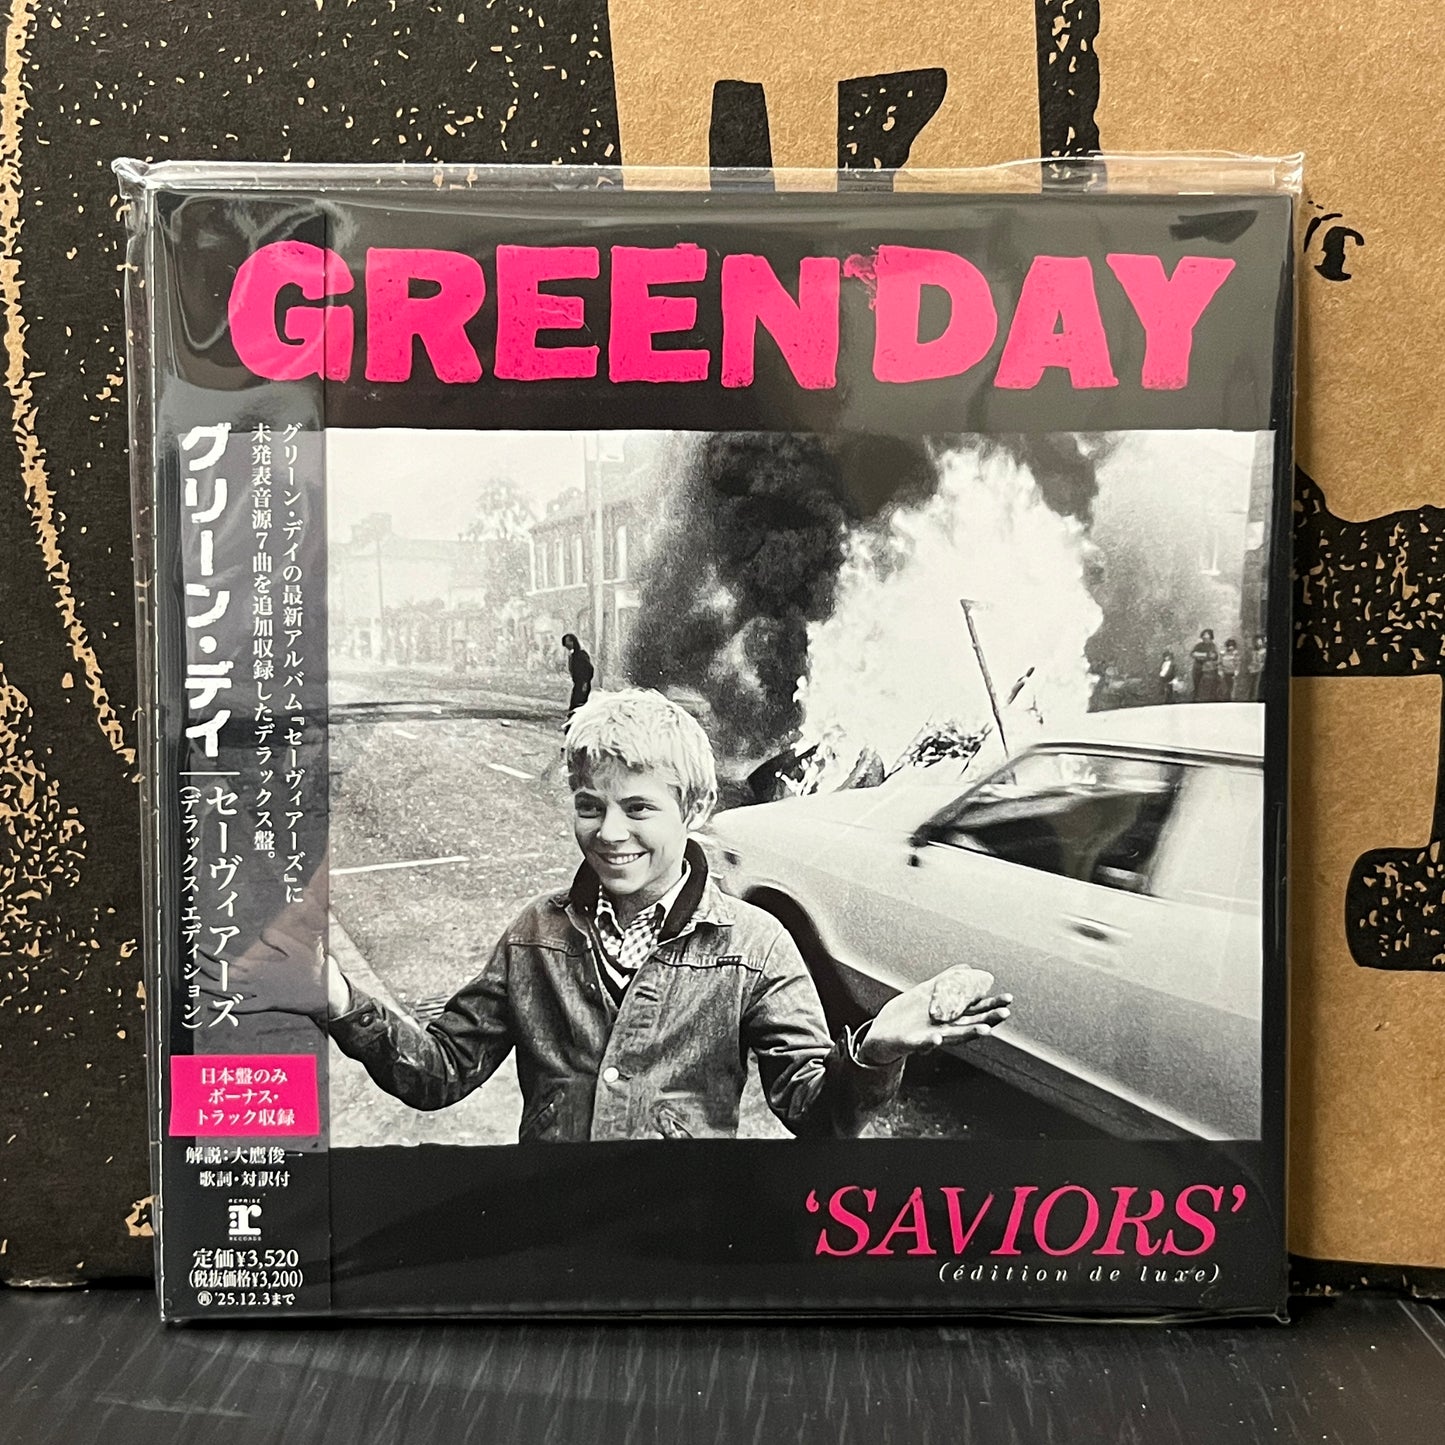 GREEN DAY
グリーン・デイの最新アルバム『セーヴィアーズ』に
未発表音源7曲を追加収録したデラックス盤。
グリーン・デイ
セーヴィアーズ
(デラックス・エディション)
日本盤のみ
ボーナス・
トラック収録
解説:大鷹俊一
歌詞・対訳付
REPRISE
r
RECORDS
定価¥3,520
(税抜価格¥3,200)
再 '25.12.3まで
'SAVIORS'
(édition de luxe)